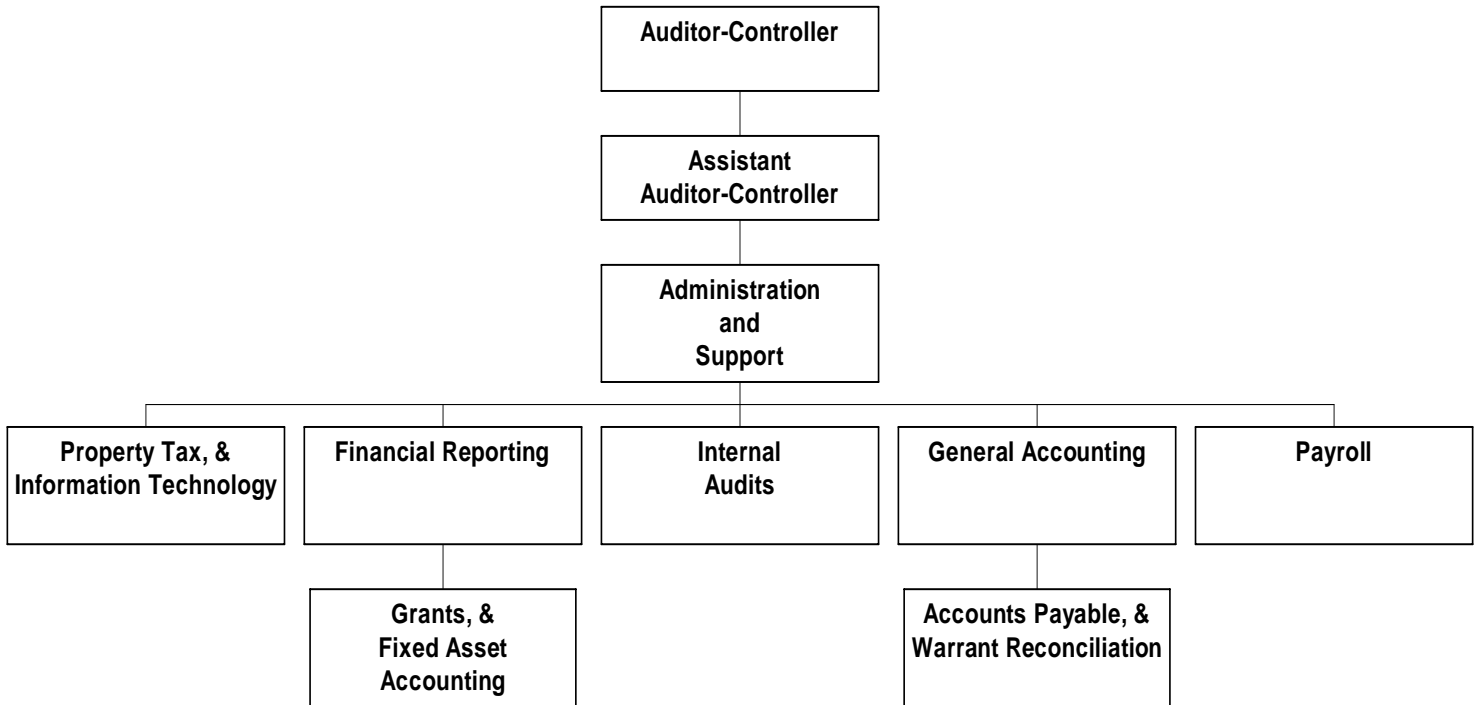 Auditor-Controller
Assistant
Auditor-Controller
Administration
and
Support
Property Tax, &
Information Technology
Financial Reporting
Internal
Audits
General Accounting
Payroll
Grants, &
Fixed Asset
Accounting
Accounts Payable, &
Warrant Reconciliation